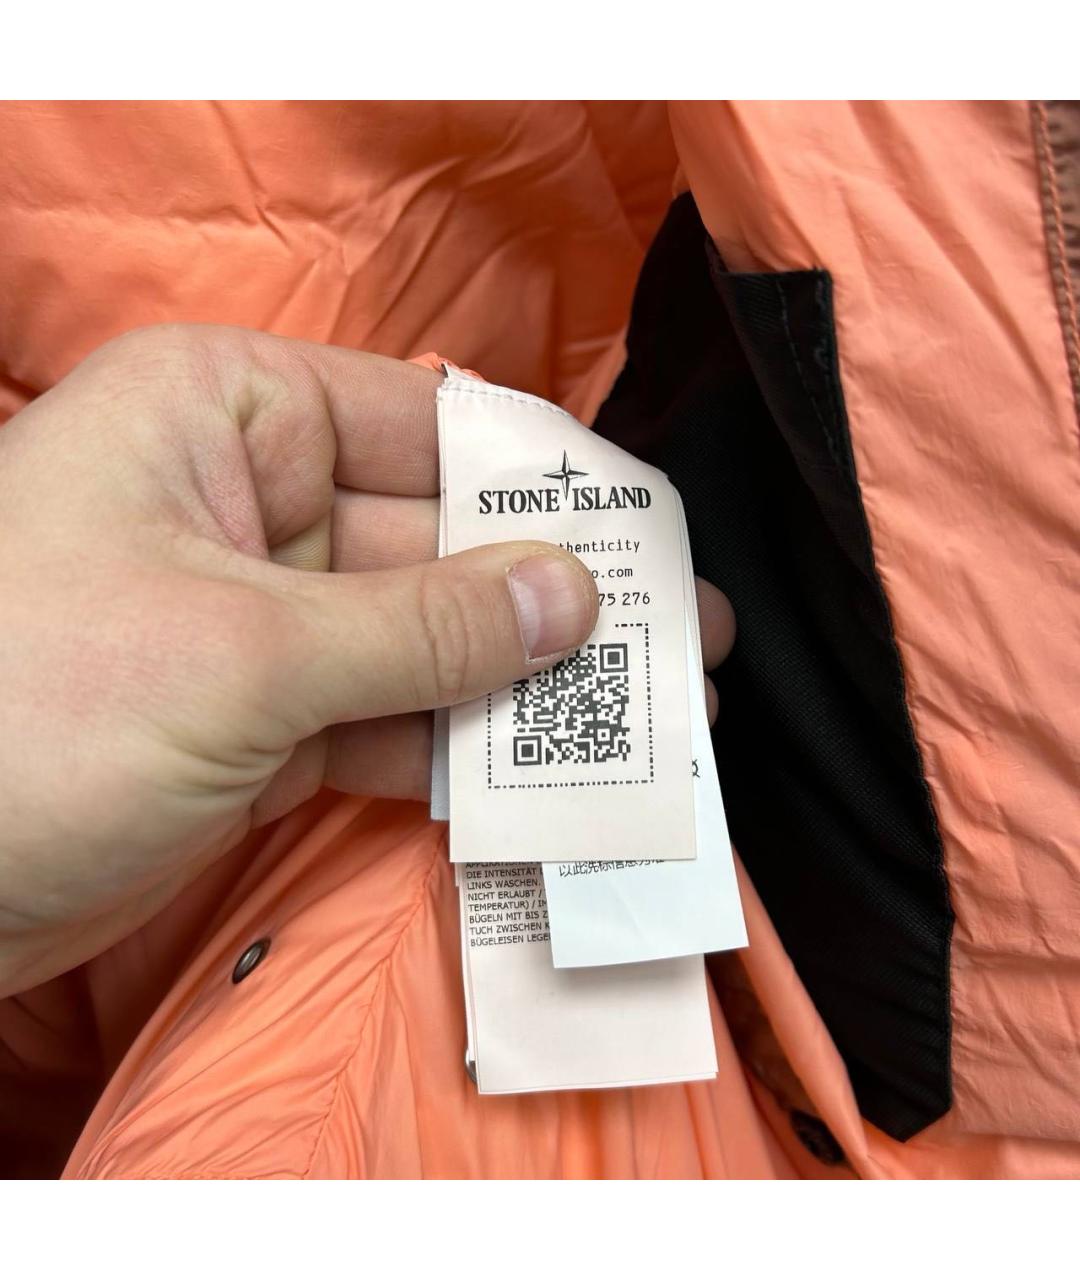 STONE ISLAND
thenticity
o.com
75 276
DIE INTENSITÄT
LINKS WASCHEN.
NICHT ERLAUBT /
TEMPERATUR) / IM
BÜGELN MIT BIS Z
TUCH ZWISCHEN K
BÜGELEISEN LEGE